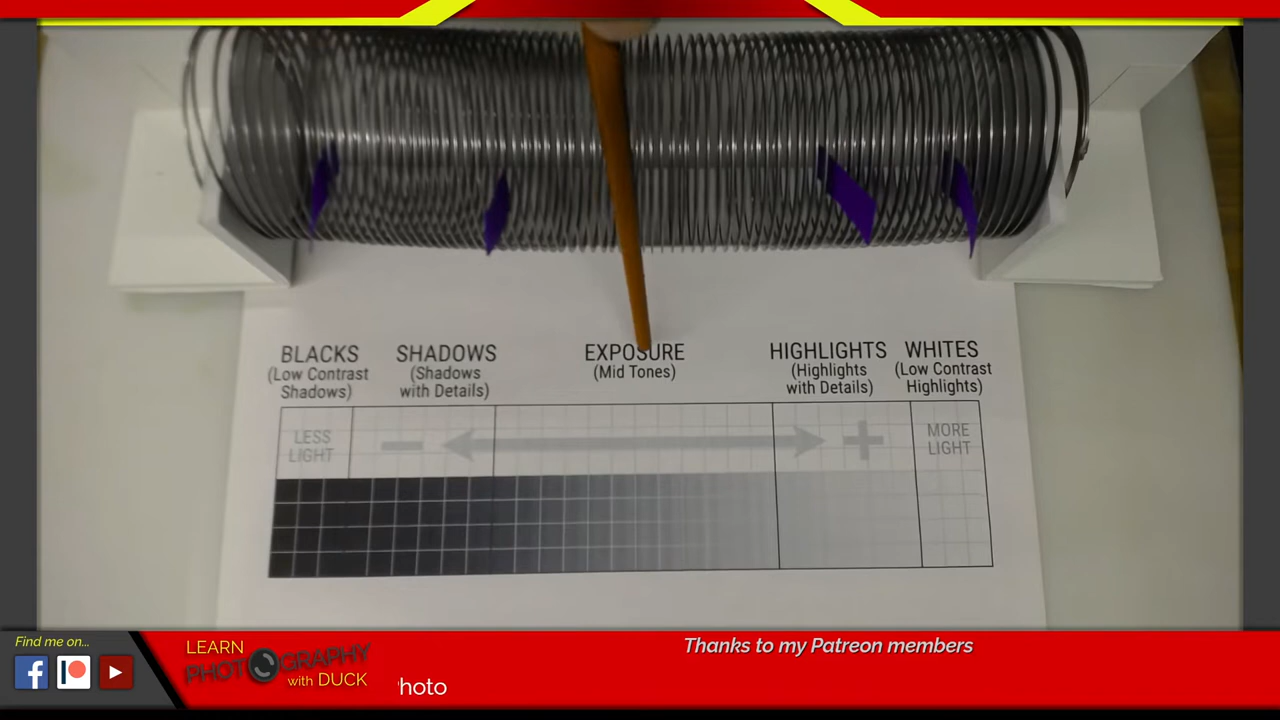 BLACKS
(Low Contrast
Shadows)
SHADOWS
(Shadows
with Details)
EXPOSURE
(Mid Tones)
HIGHLIGHTS
(Highlights
with Details)
WHITES
(Low Contrast
Highlights)
LESS
LIGHT
MORE
LIGHT
Find me on...
LEARN
PHOTOGRAPHY
with DUCK
Thanks to my Patreon members
hoto